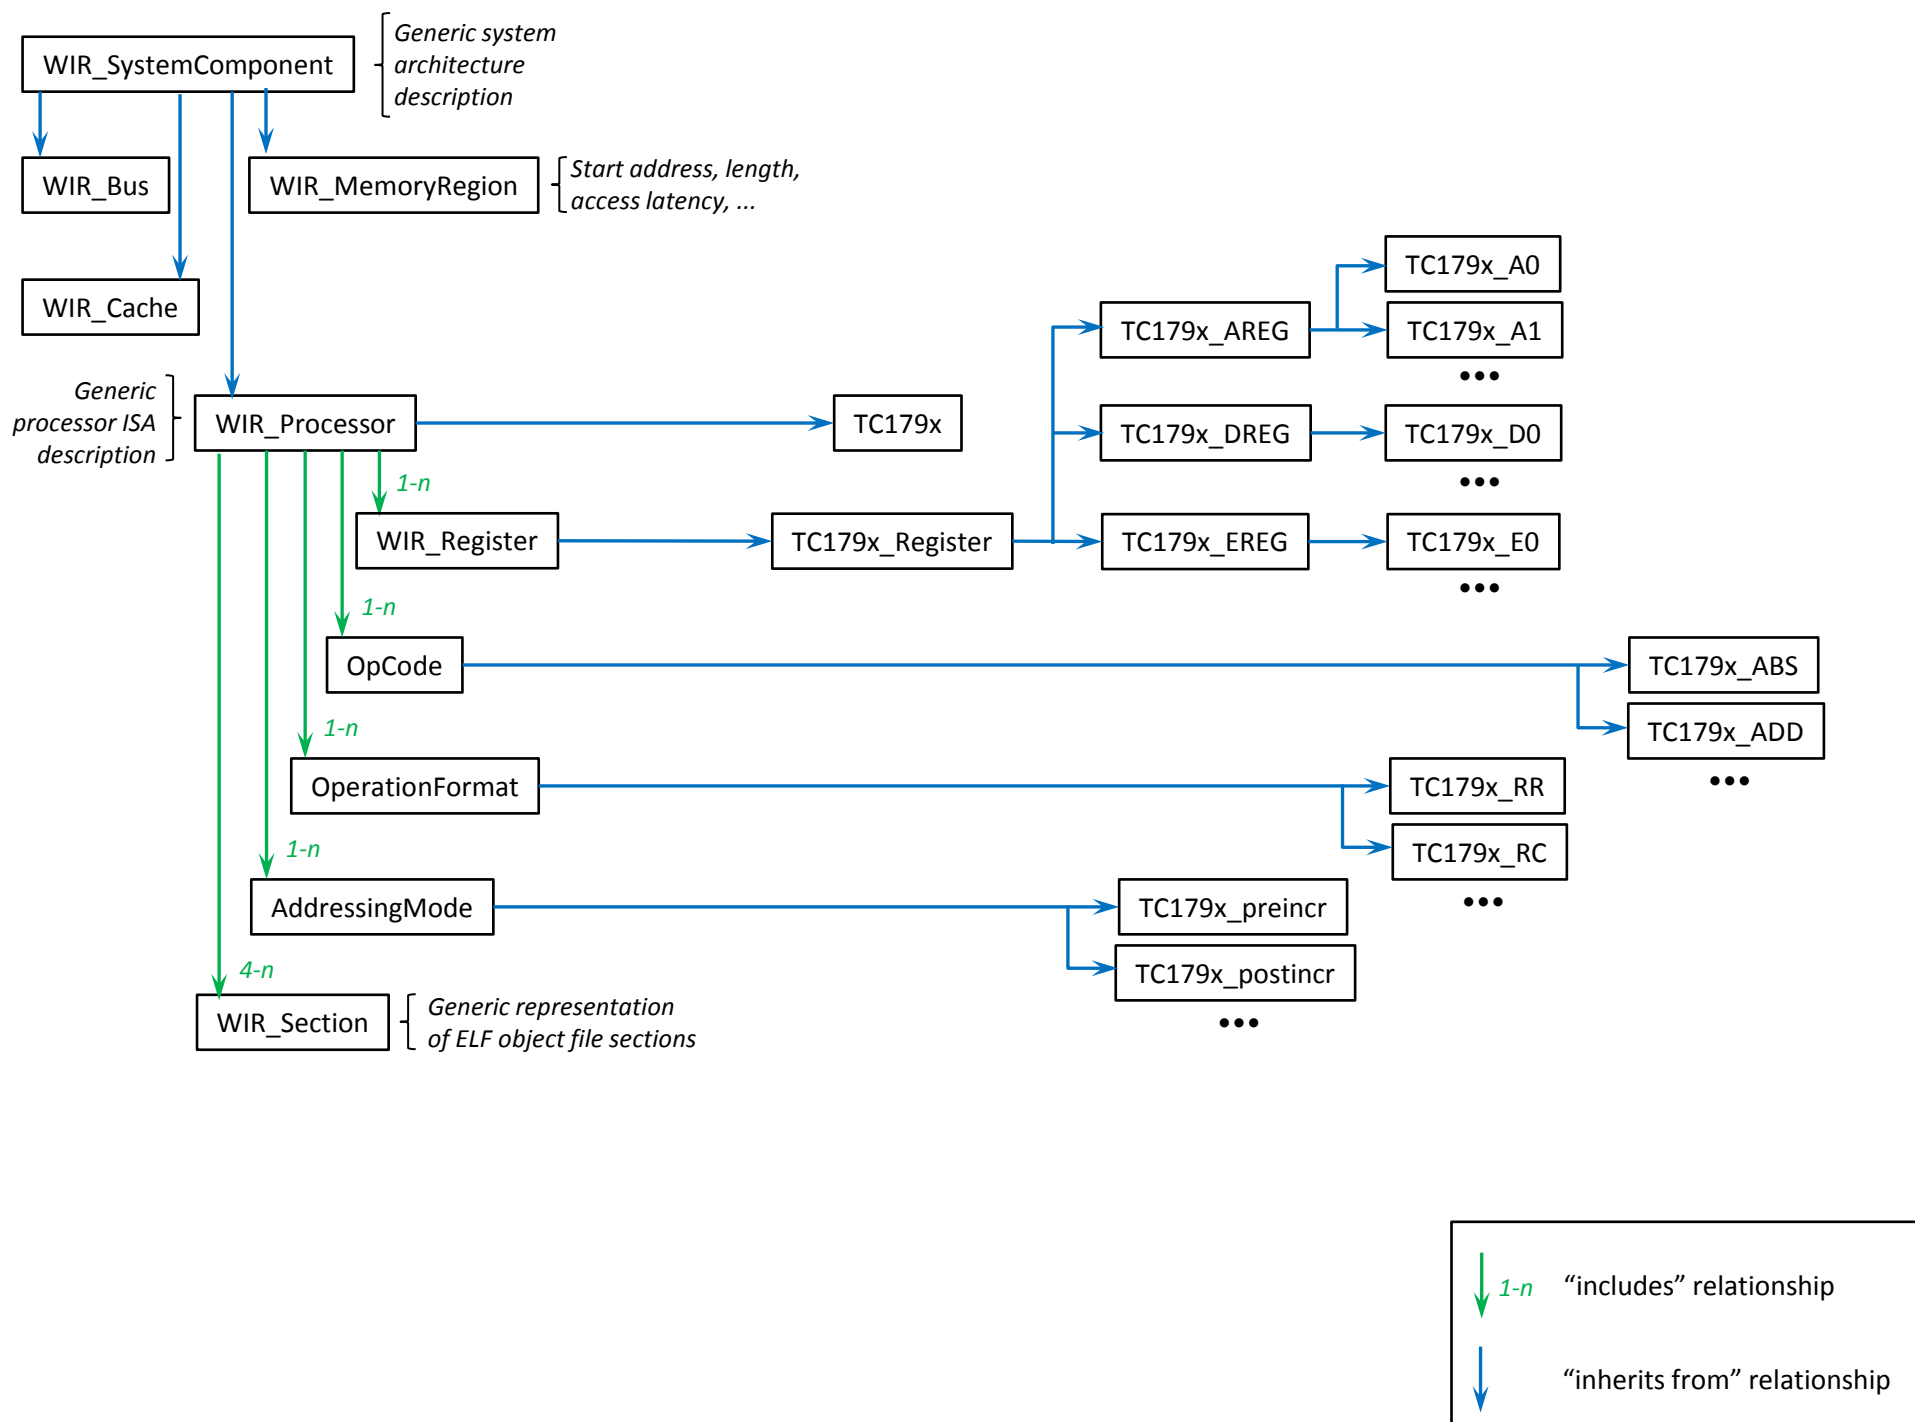 WIR_SystemComponent
Generic system
architecture
description
WIR_Bus
WIR_MemoryRegion
Start address, length,
access latency, ...
WIR_Cache
TC179x_A0
TC179x_AREG
TC179x_A1
•••
Generic
processor ISA
description
WIR_Processor
TC179x
TC179x_DREG
TC179x_D0
•••
1-n
WIR_Register
TC179x_Register
TC179x_EREG
TC179x_E0
•••
1-n
OpCode
TC179x_ABS
TC179x_ADD
•••
1-n
OperationFormat
TC179x_RR
TC179x_RC
•••
1-n
AddressingMode
TC179x_preincr
TC179x_postincr
•••
4-n
WIR_Section
Generic representation
of ELF object file sections
1-n “includes” relationship
“inherits from” relationship